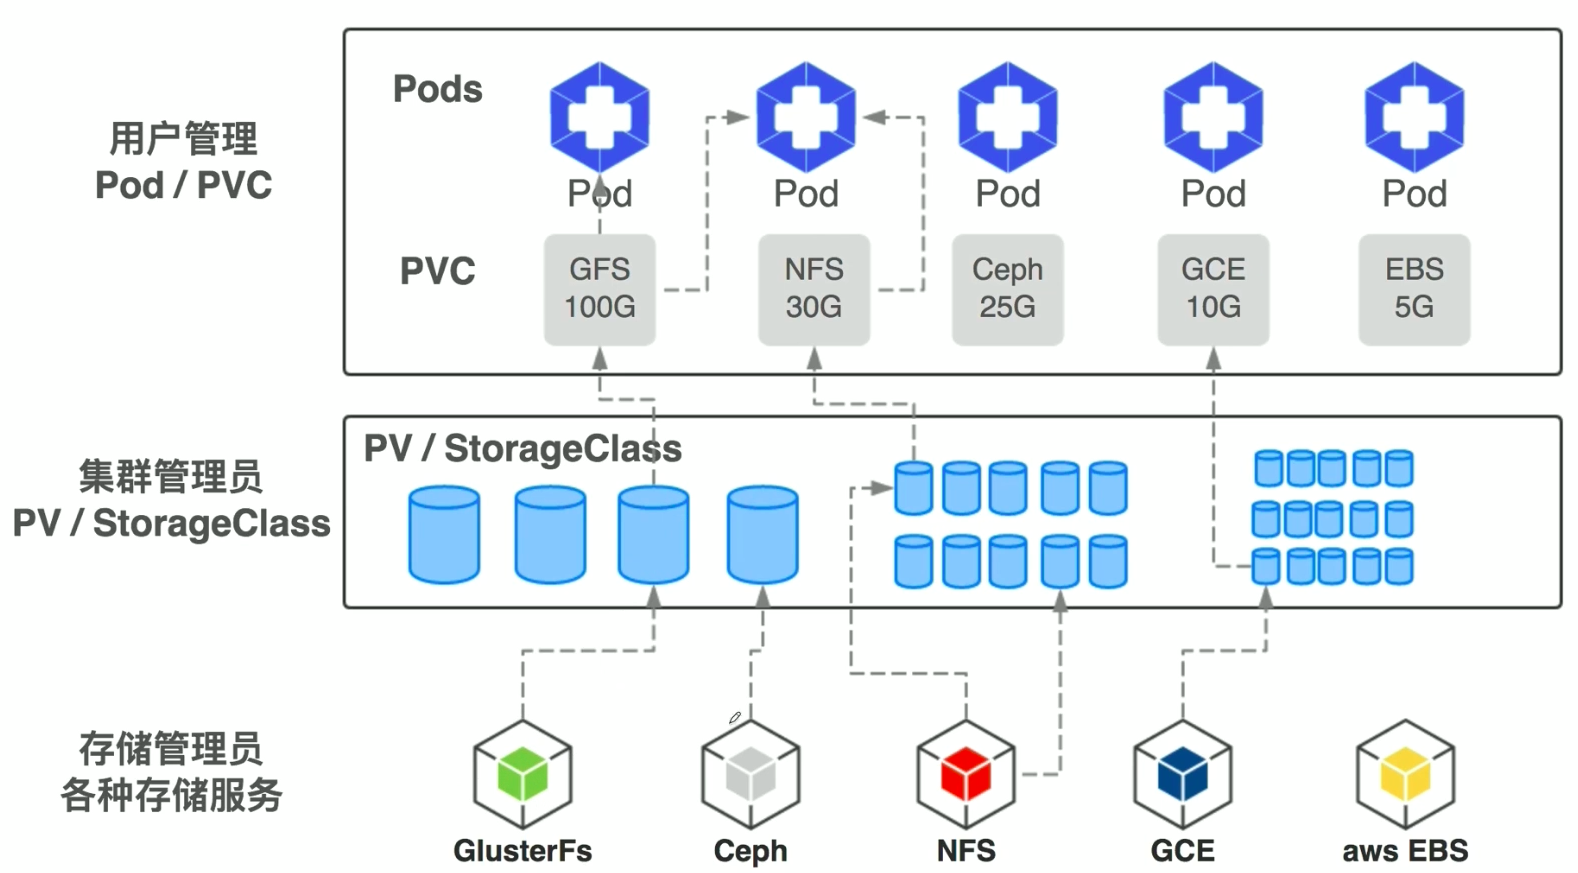 用户管理
Pod / PVC
Pods
Pod
Pod
Pod
Pod
Pod
PVC
GFS
100G
NFS
30G
Ceph
25G
GCE
10G
EBS
5G
集群管理员
PV / StorageClass
PV / StorageClass
存储管理员
各种存储服务
GlusterFs
Ceph
NFS
GCE
aws EBS